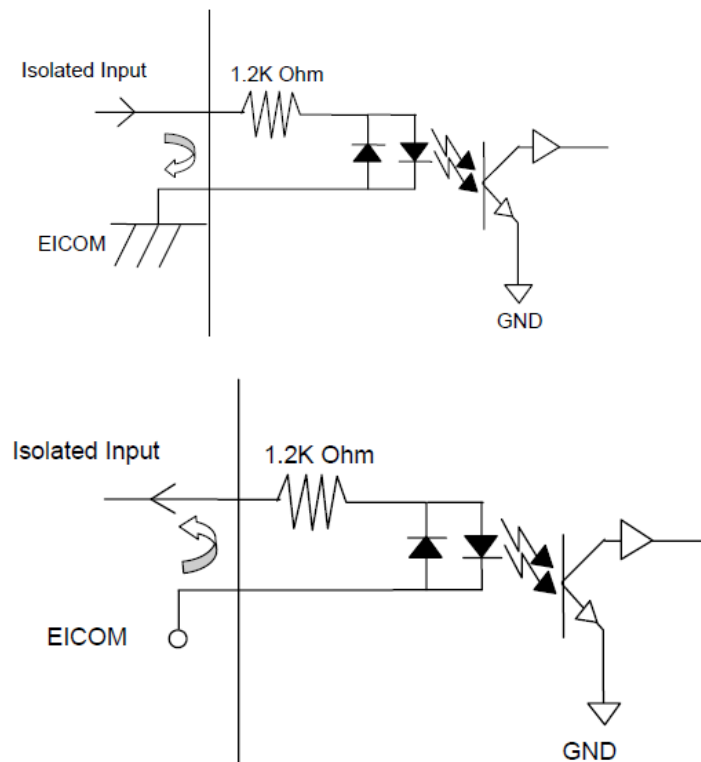 Isolated Input
1.2K Ohm
EICOM
GND
Isolated Input
1.2K Ohm
EICOM
GND